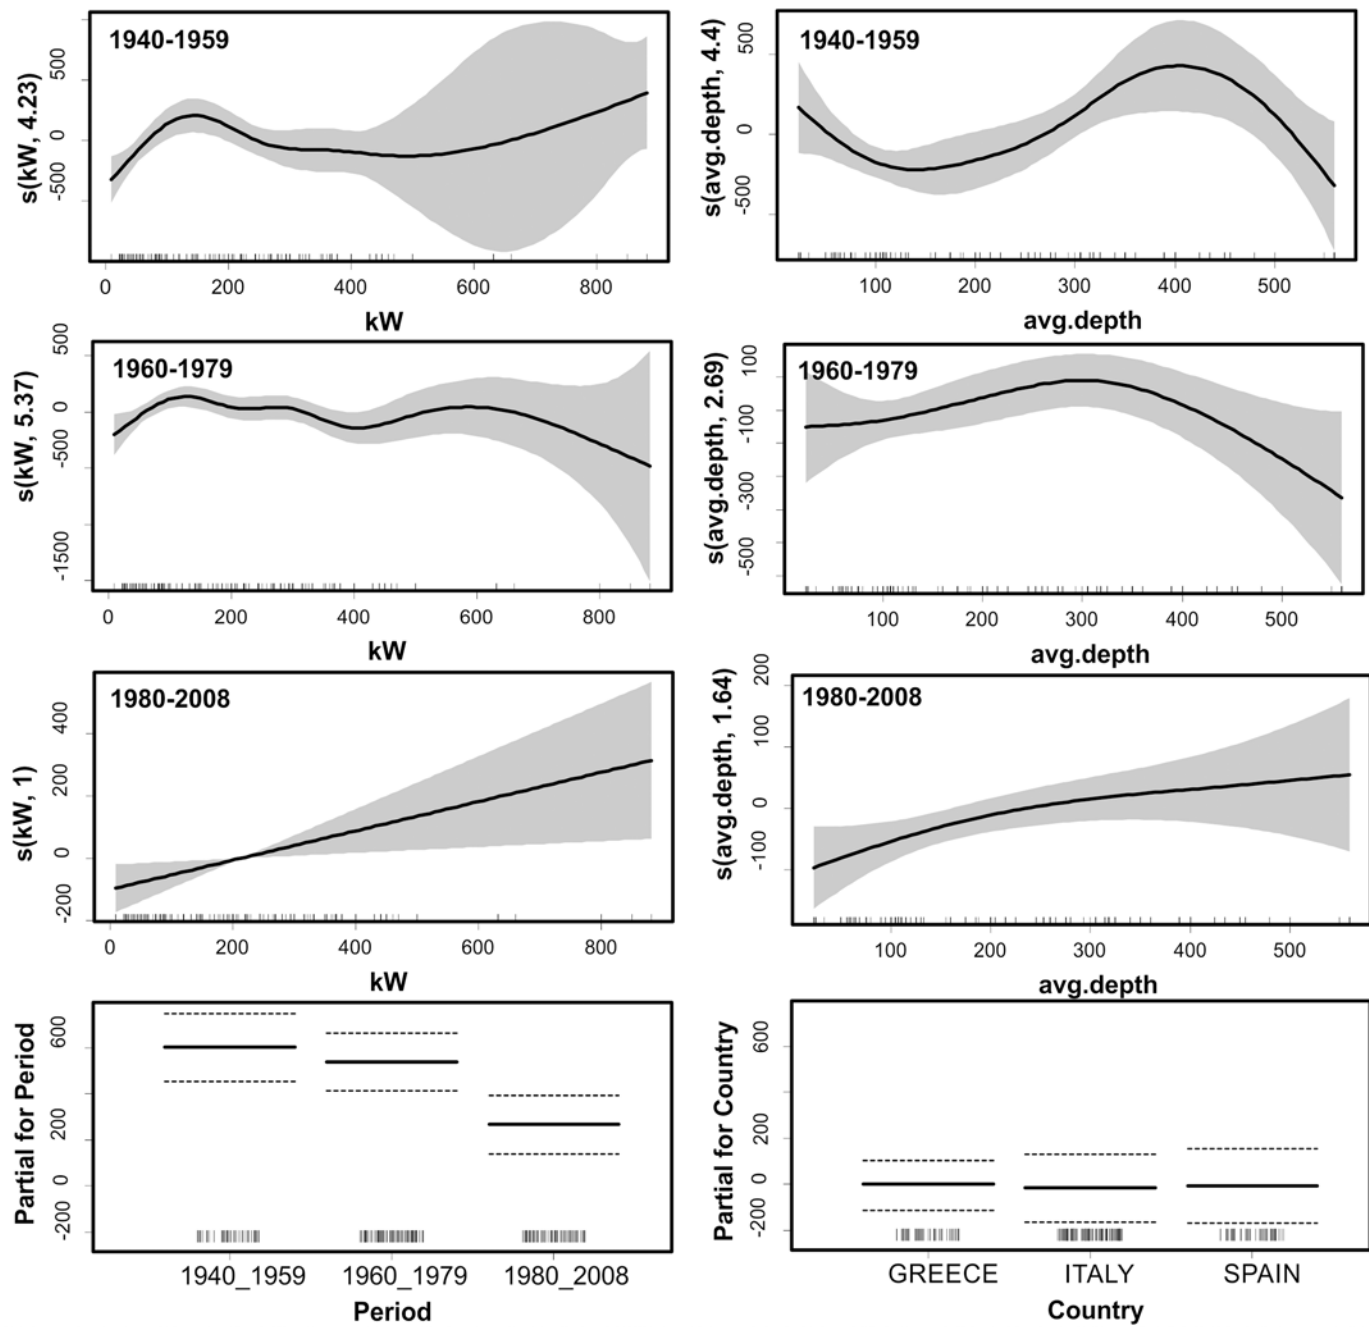 1940-1959
s(kW, 4.23)
500
0
-500
0 200 400 600 800
kW
1940-1959
s(avg.depth, 4.4)
500
0
-500
100 200 300 400 500
avg.depth
1960-1979
s(kW, 5.37)
500
0
-500
-1500
0 200 400 600 800
kW
1960-1979
s(avg.depth, 2.69)
100
-100
-300
-500
100 200 300 400 500
avg.depth
1980-2008
s(kW, 1)
400
200
0
-200
0 200 400 600 800
kW
1980-2008
s(avg.depth, 1.64)
200
100
0
-100
100 200 300 400 500
avg.depth
Partial for Period
600
200
0
-200
1940_1959 1960_1979 1980_2008
Period
Partial for Country
600
200
0
-200
GREECE ITALY SPAIN
Country